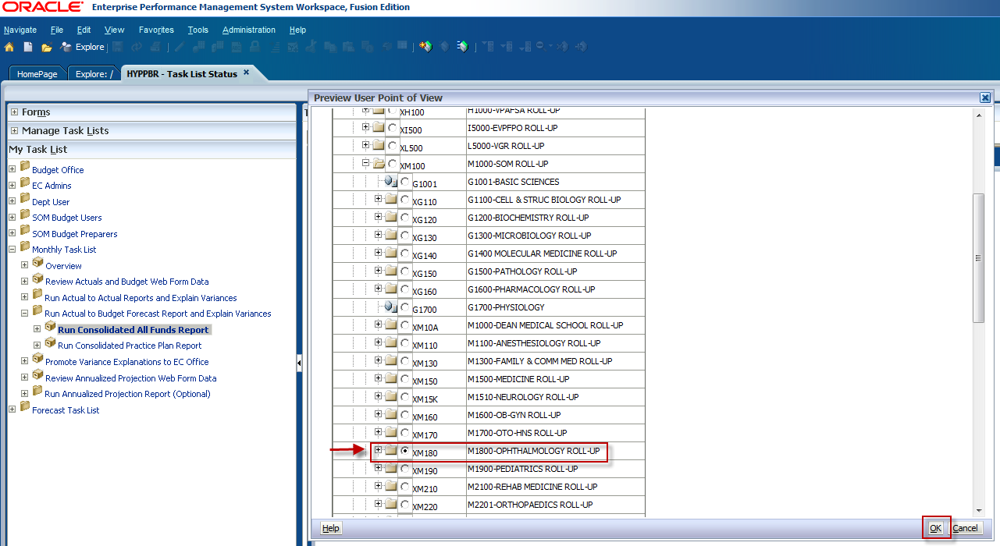 ORACLE Enterprise Performance Management System Workspace, Fusion Edition
Navigate File Edit View Favorites Tools Administration Help
Explore
HomePage Explore: / HYPPBR - Task List Status
Forms
Manage Task Lists
My Task List
Budget Office
EC Admins
Dept User
SOM Budget Users
SOM Budget Preparers
Monthly Task List
Overview
Review Actuals and Budget Web Form Data
Run Actual to Actual Reports and Explain Variances
Run Actual to Budget Forecast Report and Explain Variances
Run Consolidated All Funds Report
Run Consolidated Practice Plan Report
Promote Variance Explanations to EC Office
Review Annualized Projection Web Form Data
Run Annualized Projection Report (Optional)
Forecast Task List
Preview User Point of View
XH100 H1000-VPAFSA ROLL-UP
XI500 I5000-EVPFPO ROLL-UP
XL500 L5000-VGR ROLL-UP
XM100 M1000-SOM ROLL-UP
G1001 G1001-BASIC SCIENCES
XG110 G1100-CELL & STRUC BIOLOGY ROLL-UP
XG120 G1200-BIOCHEMISTRY ROLL-UP
XG130 G1300-MICROBIOLOGY ROLL-UP
XG140 G1400 MOLECULAR MEDICINE ROLL-UP
XG150 G1500-PATHOLOGY ROLL-UP
XG160 G1600-PHARMACOLOGY ROLL-UP
G1700 G1700-PHYSIOLOGY
XM10A M1000-DEAN MEDICAL SCHOOL ROLL-UP
XM110 M1100-ANESTHESIOLOGY ROLL-UP
XM130 M1300-FAMILY & COMM MED ROLL-UP
XM150 M1500-MEDICINE ROLL-UP
XM15K M1510-NEUROLOGY ROLL-UP
XM160 M1600-OB-GYN ROLL-UP
XM170 M1700-OTO-HNS ROLL-UP
XM180 M1800-OPHTHALMOLOGY ROLL-UP
XM190 M1900-PEDIATRICS ROLL-UP
XM210 M2100-REHAB MEDICINE ROLL-UP
XM220 M2201-ORTHOPAEDICS ROLL-UP
Help OK Cancel